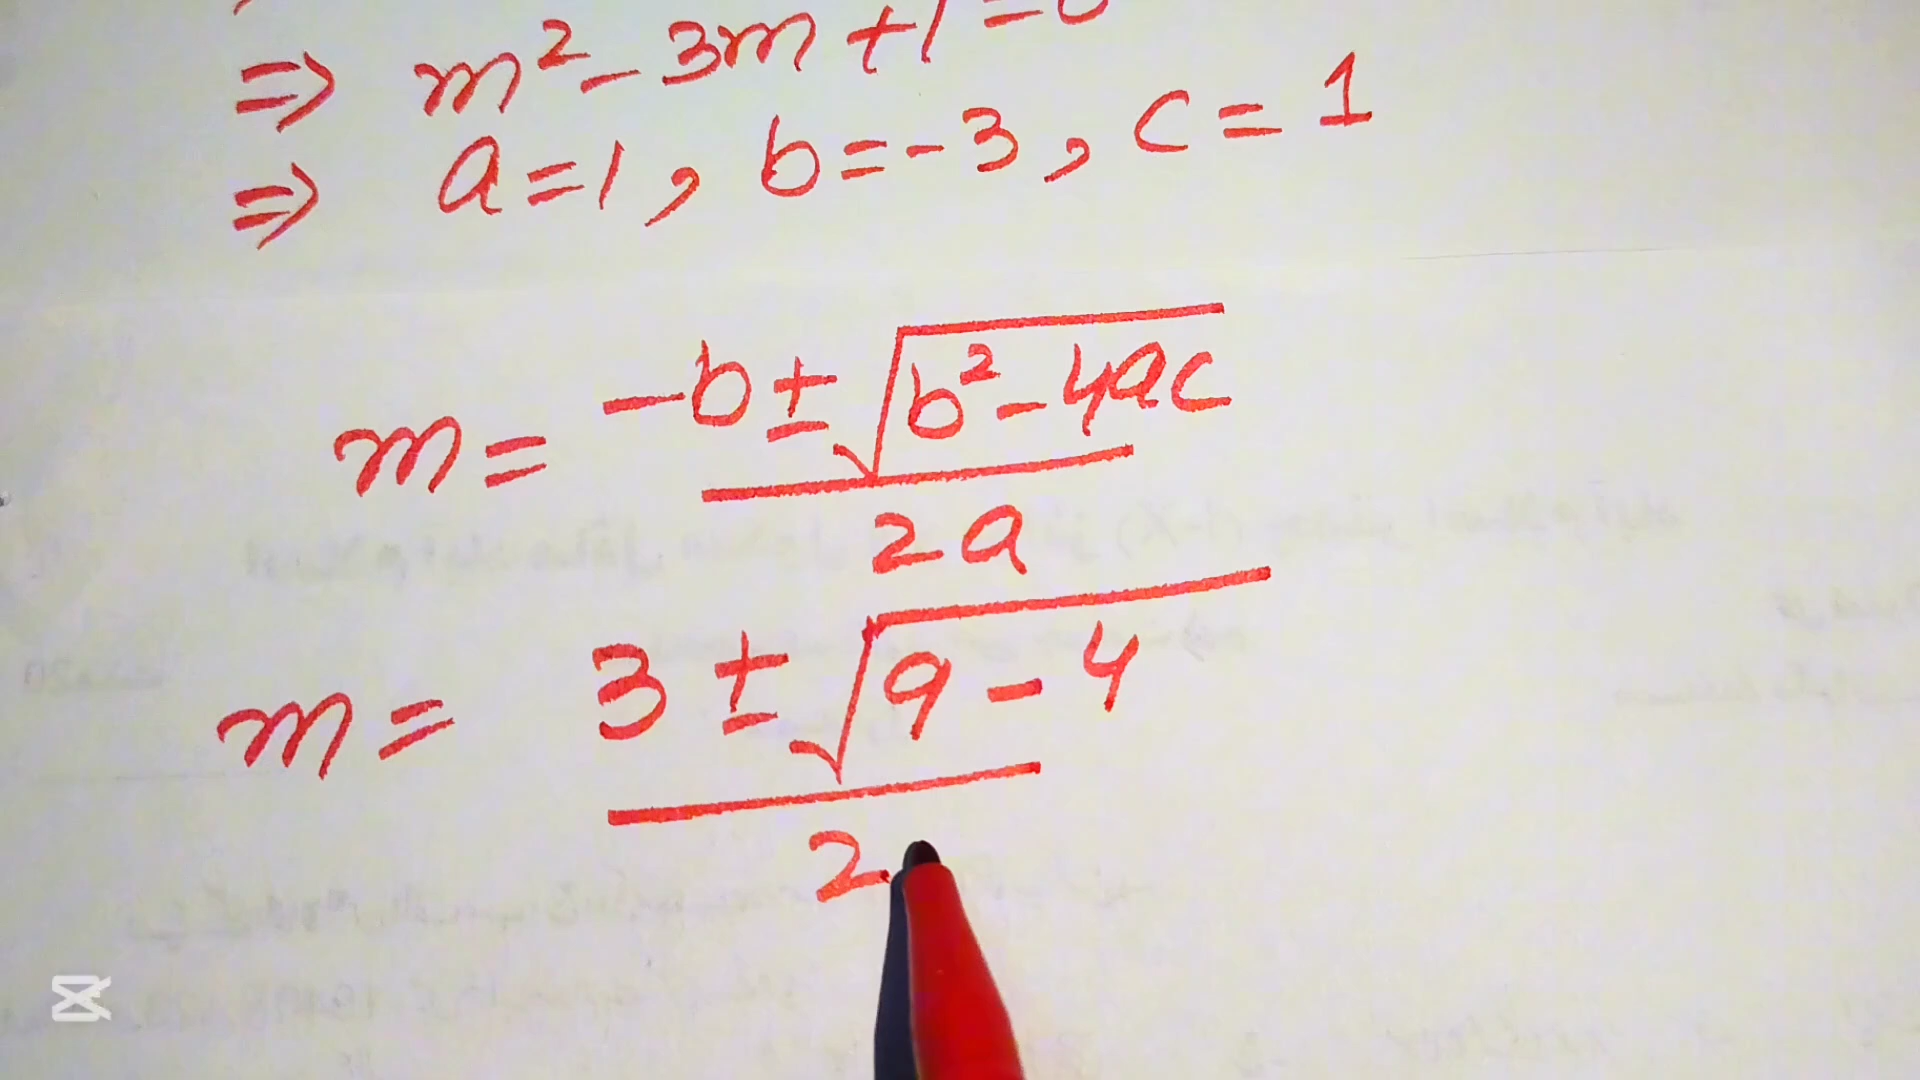 ⇒ m² - 3m + 1 = 0
⇒ a = 1, b = -3, c = 1
m = (-b ± √(b² - 4ac)) / 2a
m = (3 ± √(9 - 4)) / 2